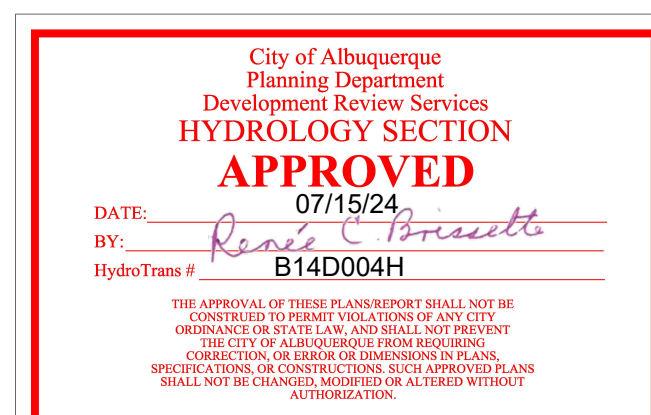 City of Albuquerque
Planning Department
Development Review Services
HYDROLOGY SECTION
APPROVED
DATE: 07/15/24
BY: Renée C. Brissette
HydroTrans # B14D004H
THE APPROVAL OF THESE PLANS/REPORT SHALL NOT BE
CONSTRUED TO PERMIT VIOLATIONS OF ANY CITY
ORDINANCE OR STATE LAW, AND SHALL NOT PREVENT
THE CITY OF ALBUQUERQUE FROM REQUIRING
CORRECTION, OR ERROR OR DIMENSIONS IN PLANS,
SPECIFICATIONS, OR CONSTRUCTIONS. SUCH APPROVED PLANS
SHALL NOT BE CHANGED, MODIFIED OR ALTERED WITHOUT
AUTHORIZATION.